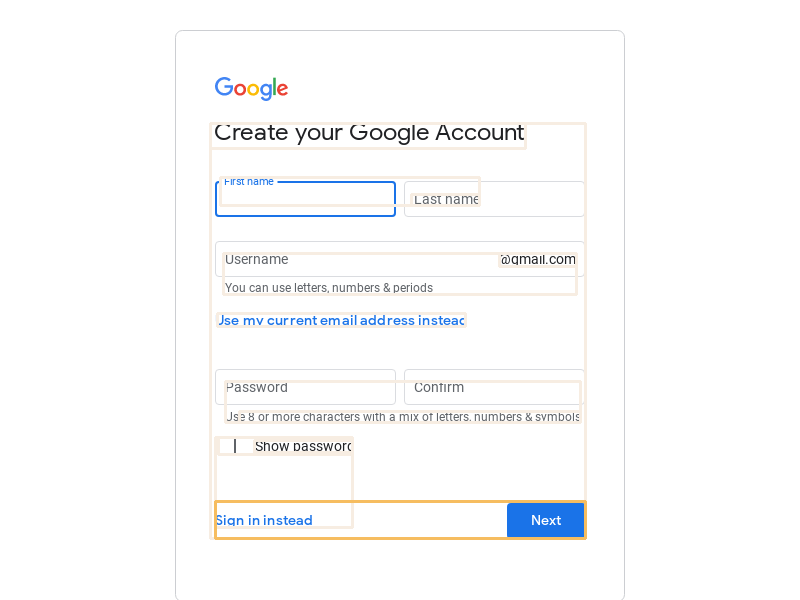 Google
Create your Google Account
First name
Last name
Username @gmail.com
You can use letters, numbers & periods
Use my current email address instead
Password Confirm
Use 8 or more characters with a mix of letters, numbers & symbols
Show password
Sign in instead Next